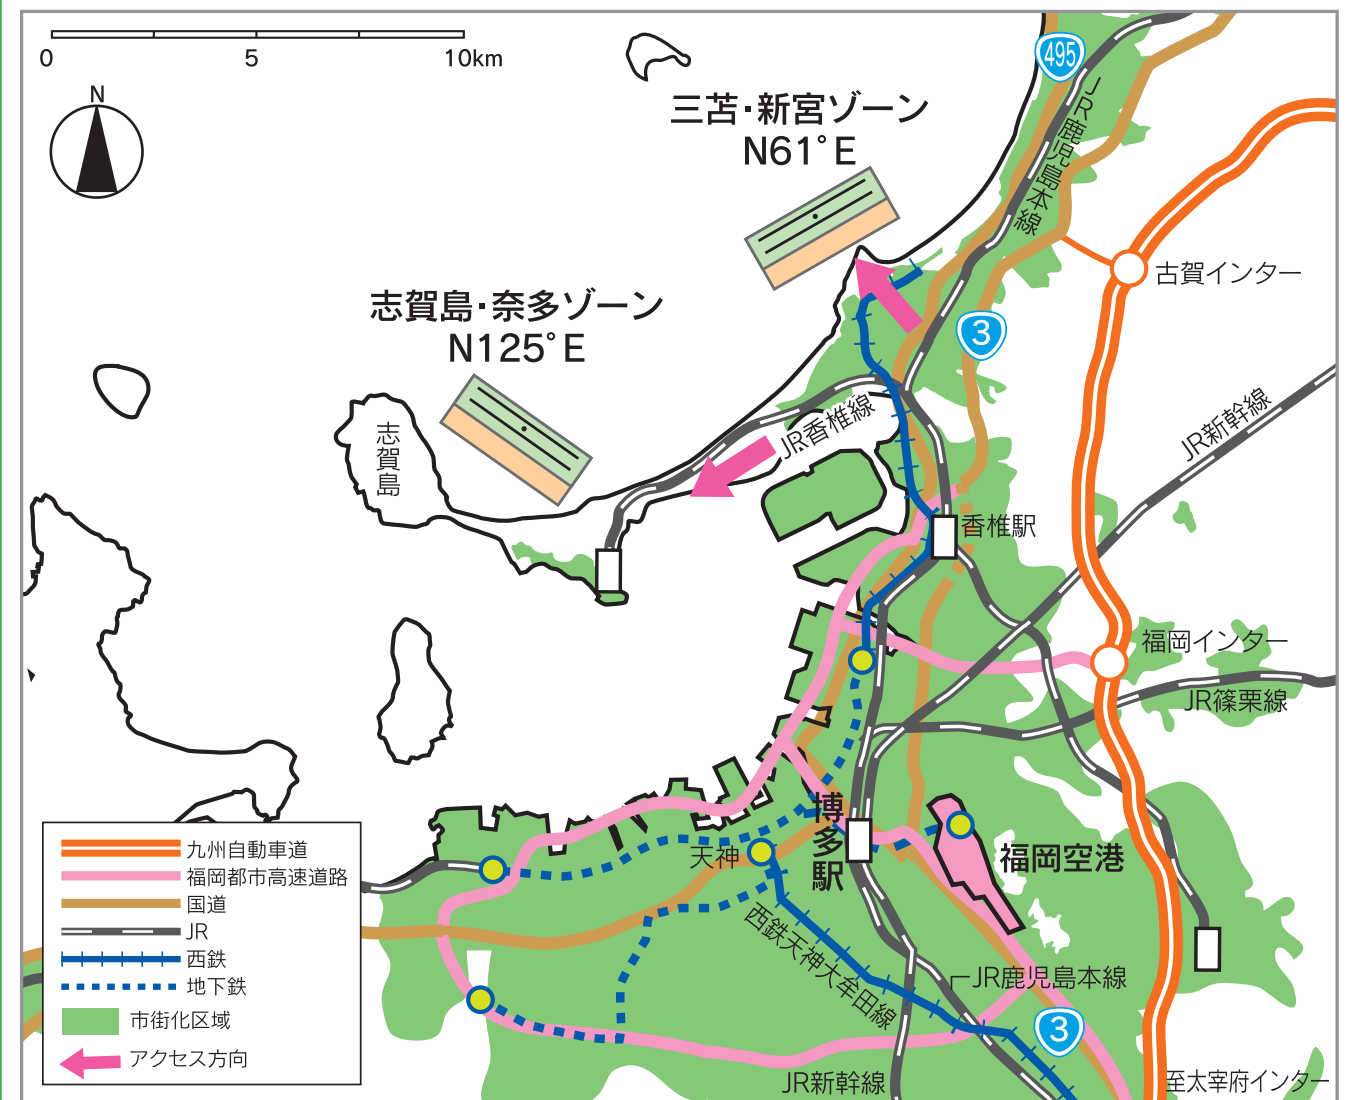 0
5
10km
N
495
三苫・新宮ゾーン
N61°E
JR鹿児島本線
古賀インター
志賀島・奈多ゾーン
N125°E
3
志賀島
JR香椎線
JR新幹線
香椎駅
福岡インター
JR篠栗線
博多駅
天神
福岡空港
西鉄天神大牟田線
JR鹿児島本線
3
JR新幹線
至太宰府インター
九州自動車道
福岡都市高速道路
国道
JR
西鉄
地下鉄
市街化区域
アクセス方向